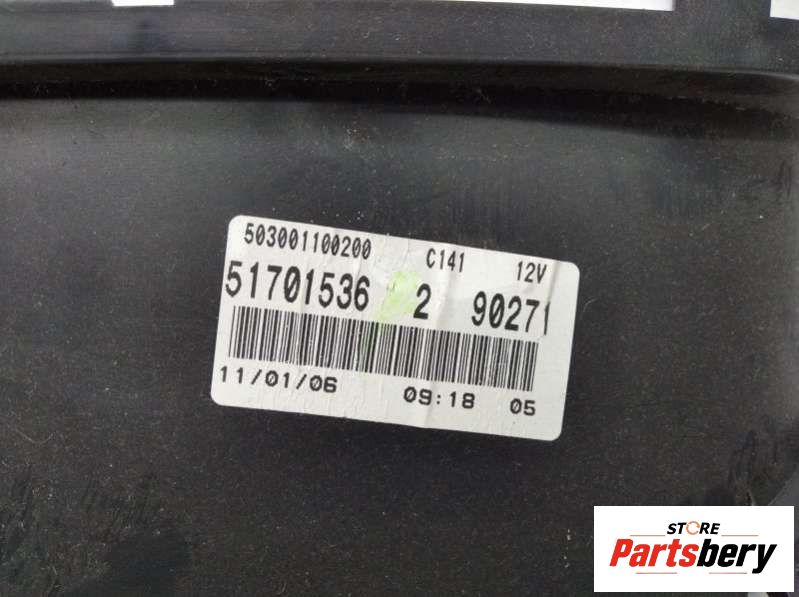 503001100200 C141 12V
51701536 2 90271
11/01/06 09:18 05
STORE
Partsbery